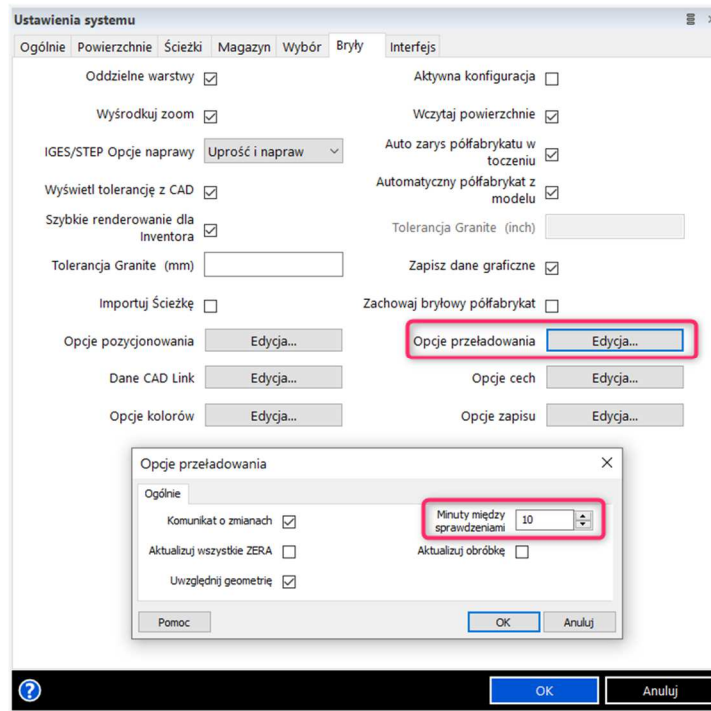 Ustawienia systemu
Ogólnie Powierzchnie Ścieżki Magazyn Wybór Bryły Interfejs
Oddzielne warstwy
Aktywna konfiguracja
Wyśrodkuj zoom
Wczytaj powierzchnie
IGES/STEP Opcje naprawy Uprość i napraw
Auto zarys półfabrykatu w
toczeniu
Wyświetl tolerancję z CAD
Automatyczny półfabrykat z
modelu
Szybkie renderowanie dla
Inventora
Tolerancja Granite (inch)
Tolerancja Granite (mm)
Zapisz dane graficzne
Importuj Ścieżkę
Zachowaj bryłowy półfabrykat
Opcje pozycjonowania Edycja...
Opcje przeładowania Edycja...
Dane CAD Link Edycja...
Opcje cech Edycja...
Opcje kolorów Edycja...
Opcje zapisu Edycja...
Opcje przeładowania
Ogólnie
Komunikat o zmianach
Minuty między
sprawdzeniami
10
Aktualizuj wszystkie ZERA
Aktualizuj obróbkę
Uwzględnij geometrię
Pomoc OK Anuluj
? OK Anuluj